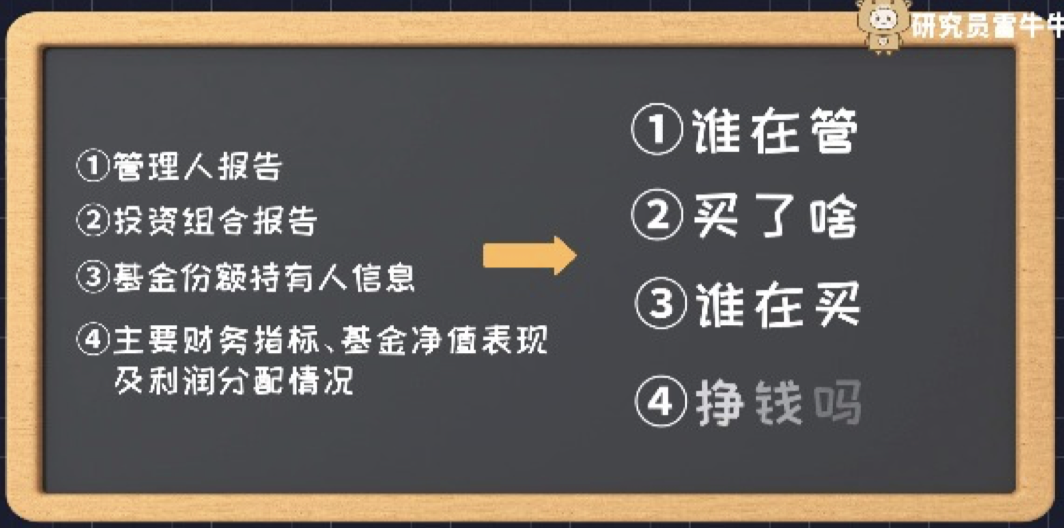 研究员雷牛牛
①管理人报告
②投资组合报告
③基金份额持有人信息
④主要财务指标、基金净值表现
及利润分配情况
①谁在管
②买了啥
③谁在买
④挣钱吗